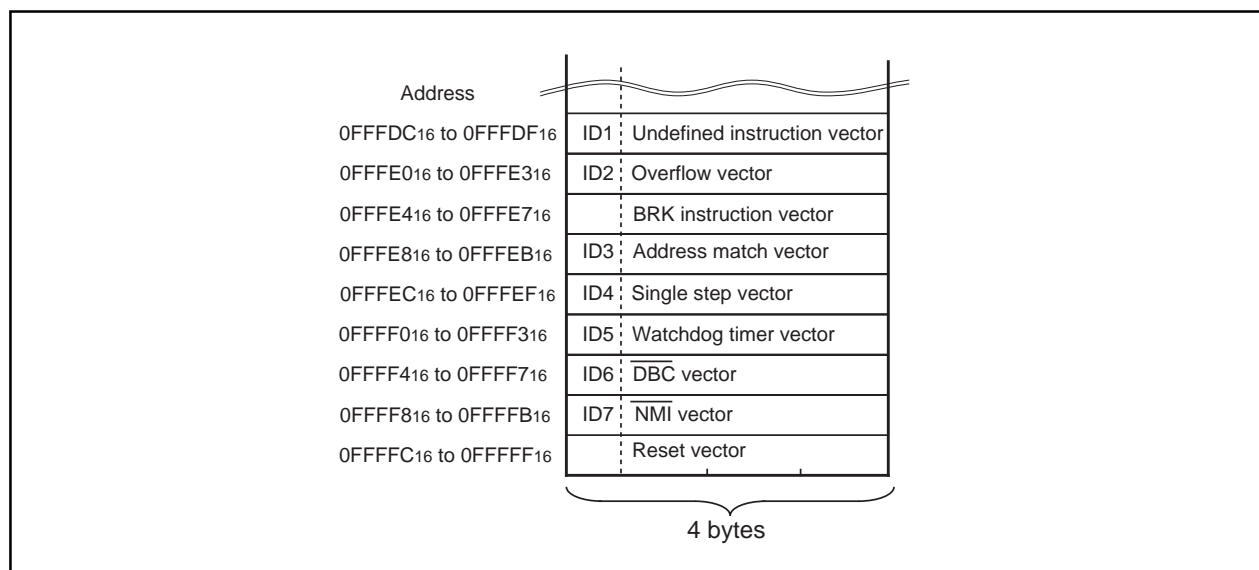 Address
0FFFDC16 to 0FFFDF16 ID1 Undefined instruction vector
0FFFE016 to 0FFFE316 ID2 Overflow vector
0FFFE416 to 0FFFE716 BRK instruction vector
0FFFE816 to 0FFFEB16 ID3 Address match vector
0FFFEC16 to 0FFFEF16 ID4 Single step vector
0FFFF016 to 0FFFF316 ID5 Watchdog timer vector
0FFFF416 to 0FFFF716 ID6 DBC vector
0FFFF816 to 0FFFFB16 ID7 NMI vector
0FFFFC16 to 0FFFFF16 Reset vector
4 bytes